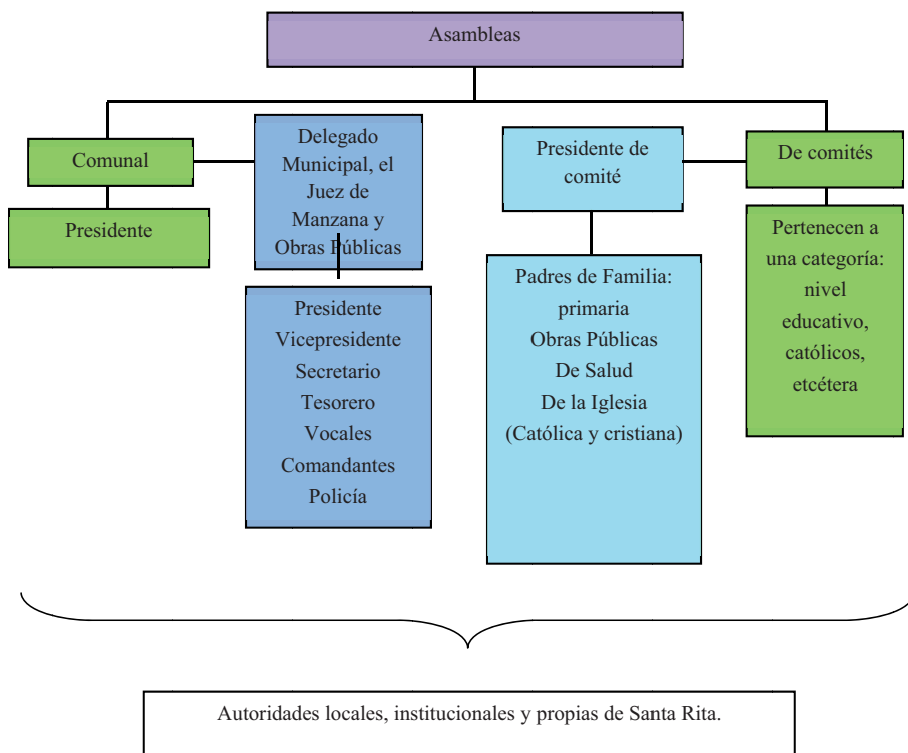 Asambleas
Comunal
Presidente
Delegado
Municipal, el
Juez de
Manzana y
Obras Públicas
Presidente
Vicepresidente
Secretario
Tesorero
Vocales
Comandantes
Policía
Presidente de
comité
Padres de Familia:
primaria
Obras Públicas
De Salud
De la Iglesia
(Católica y cristiana)
De comités
Pertenecen a
una categoría:
nivel
educativo,
católicos,
etcétera
Autoridades locales, institucionales y propias de Santa Rita.